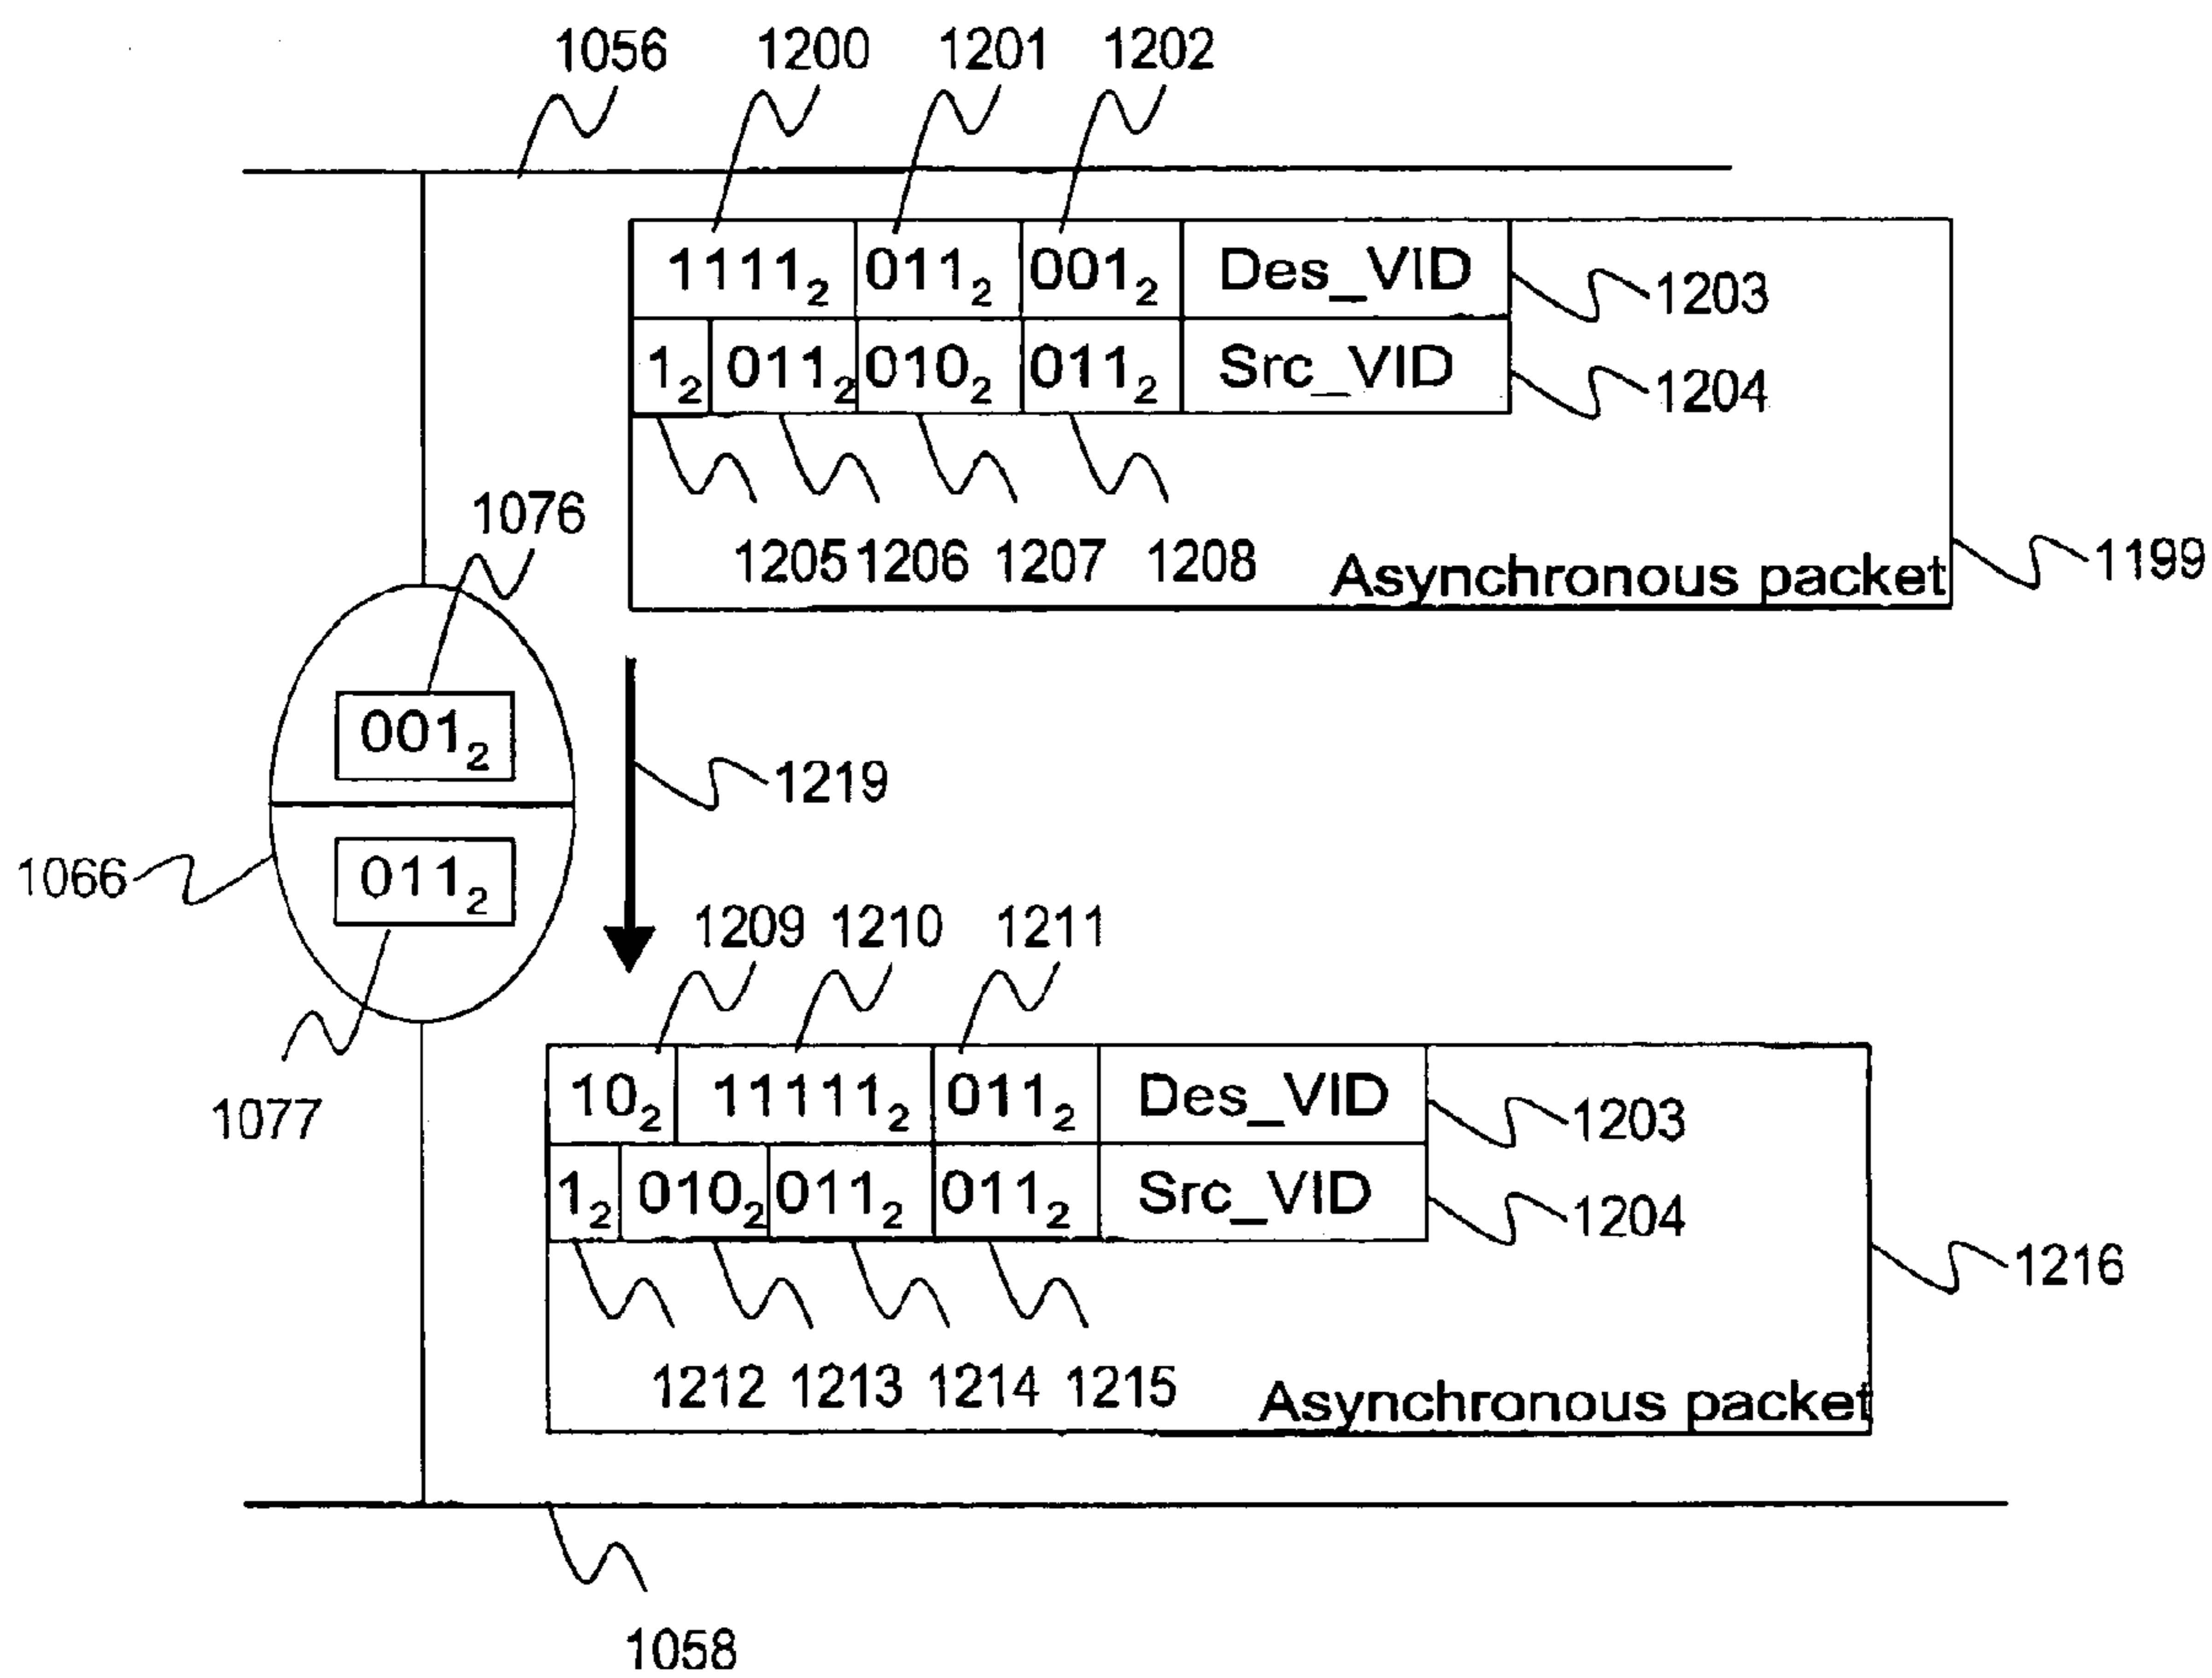 1056 1200 1201 1202
1111₂ 011₂ 001₂ Des_VID 1203
1₂ 011₂ 010₂ 011₂ Src_VID 1204
1076
1205 1206 1207 1208
Asynchronous packet 1199
001₂
1219
1066
011₂
1209 1210 1211
10₂ 11111₂ 011₂ Des_VID 1203
1077
1₂ 010₂ 011₂ 011₂ Src_VID 1204
1216
1212 1213 1214 1215
Asynchronous packet
1058